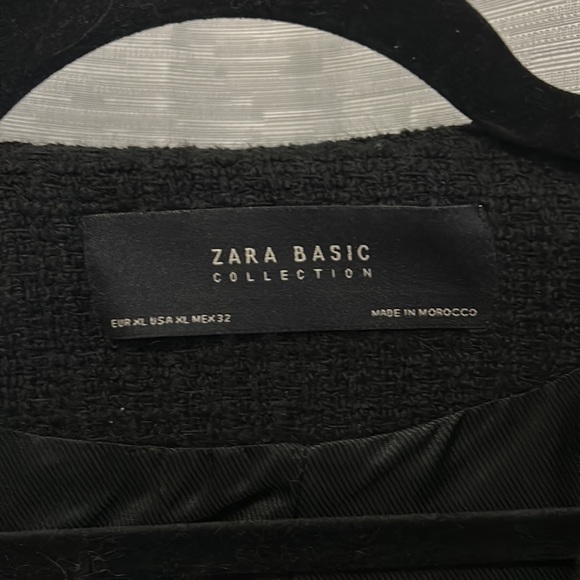 ZARA BASIC
COLLECTION
EUR XL USA XL MEX 32
MADE IN MOROCCO